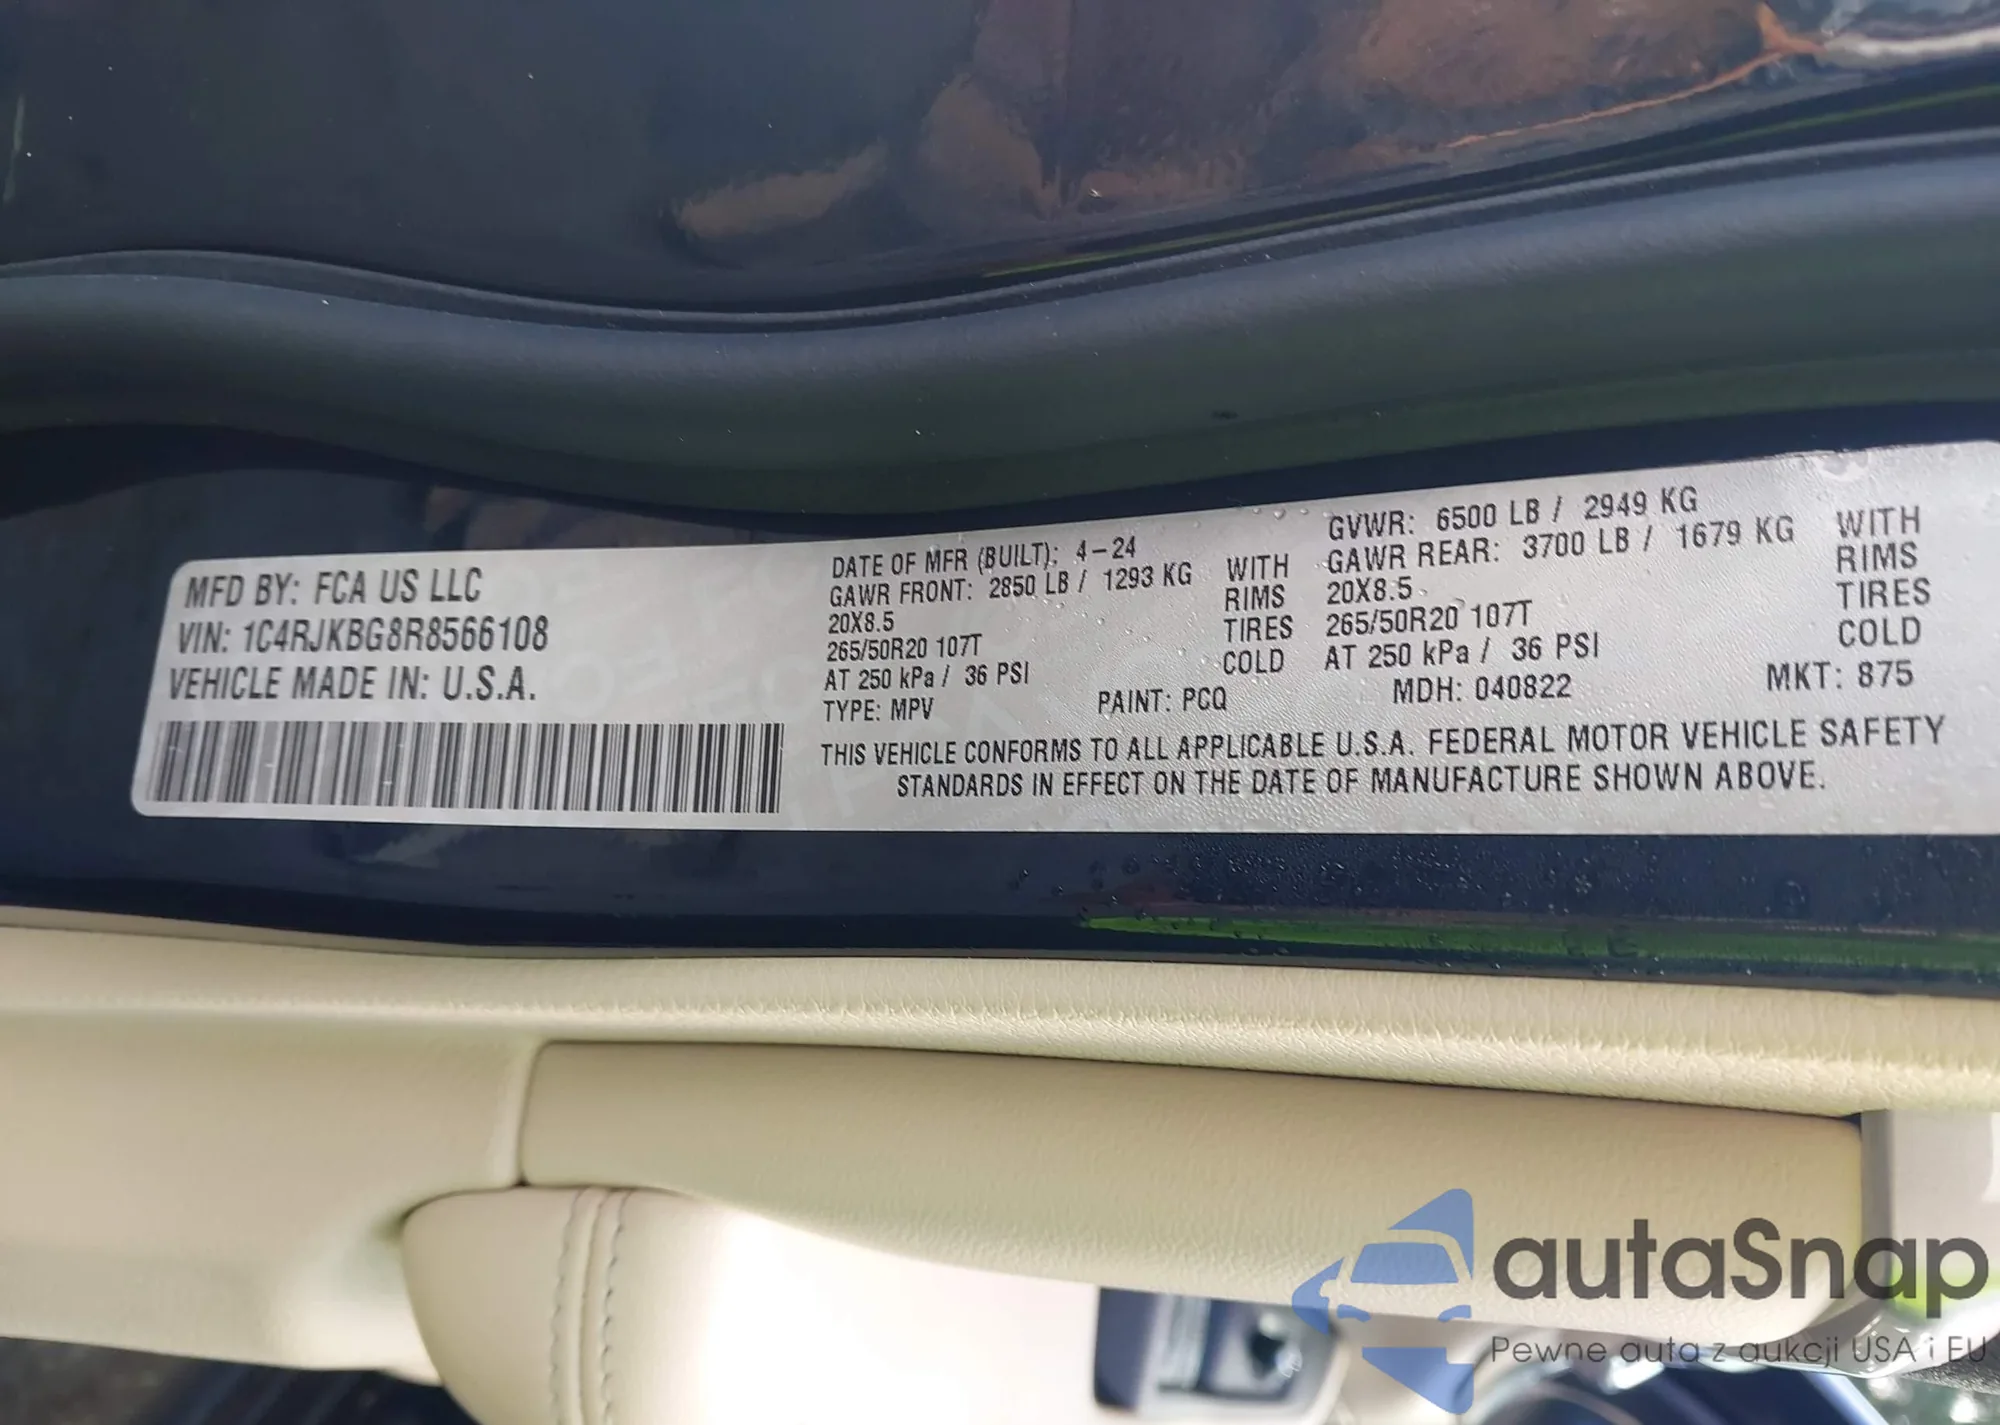 MFD BY: FCA US LLC
VIN: 1C4RJKBG8R8566108
VEHICLE MADE IN: U.S.A.
DATE OF MFR (BUILT): 4-24
GAWR FRONT: 2850 LB / 1293 KG WITH
20X8.5 RIMS
265/50R20 107T TIRES
AT 250 kPa / 36 PSI COLD
GVWR: 6500 LB / 2949 KG
GAWR REAR: 3700 LB / 1679 KG WITH
20X8.5 RIMS
265/50R20 107T TIRES
AT 250 kPa / 36 PSI COLD
TYPE: MPV PAINT: PCQ MDH: 040822 MKT: 875
THIS VEHICLE CONFORMS TO ALL APPLICABLE U.S.A. FEDERAL MOTOR VEHICLE SAFETY
STANDARDS IN EFFECT ON THE DATE OF MANUFACTURE SHOWN ABOVE.
autaSnap
Pewne auta z aukcji USA i EU